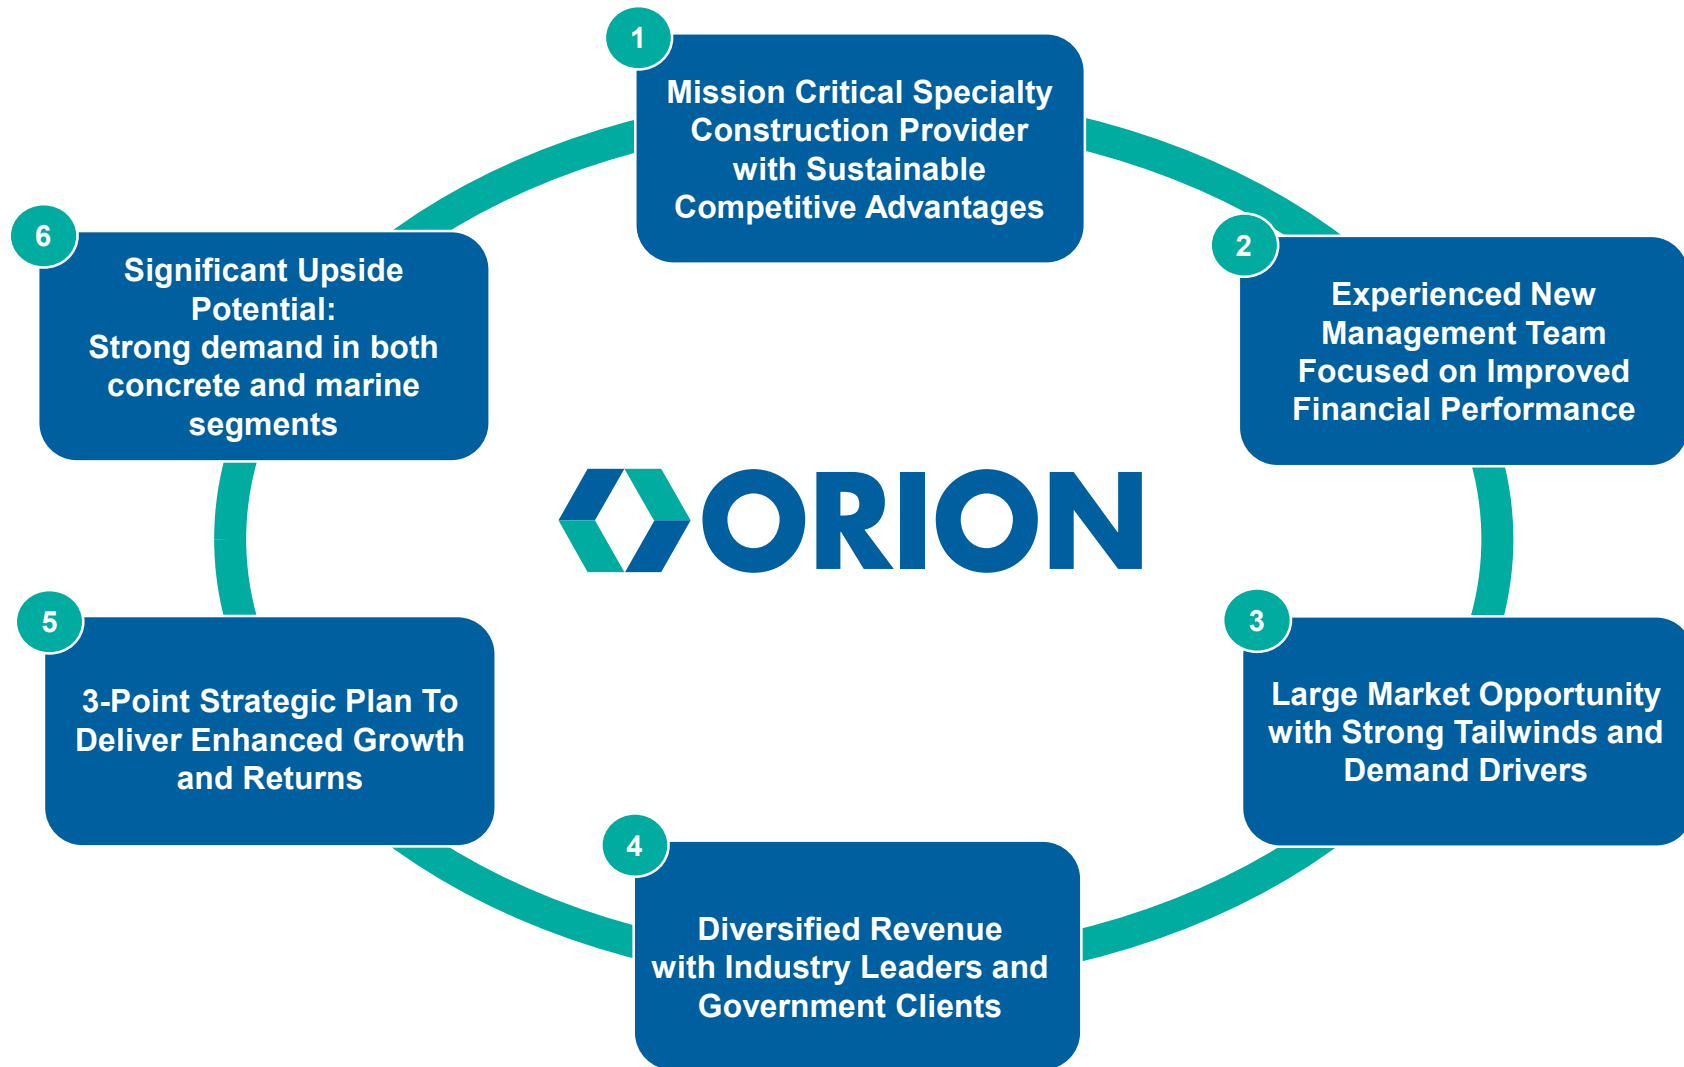 1
Mission Critical Specialty
Construction Provider
with Sustainable
Competitive Advantages
2
Experienced New
Management Team
Focused on Improved
Financial Performance
3
Large Market Opportunity
with Strong Tailwinds and
Demand Drivers
4
Diversified Revenue
with Industry Leaders and
Government Clients
5
3-Point Strategic Plan To
Deliver Enhanced Growth
and Returns
6
Significant Upside
Potential:
Strong demand in both
concrete and marine
segments
ORION